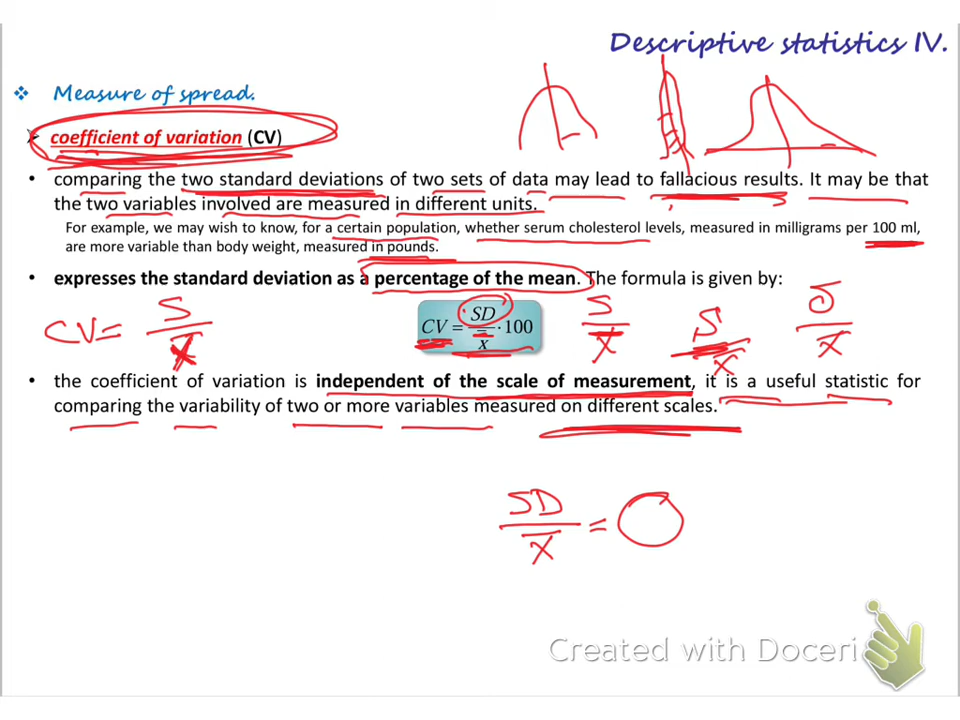 Descriptive statistics IV.
❖ Measure of spread.
➢ coefficient of variation (CV)
• comparing the two standard deviations of two sets of data may lead to fallacious results. It may be that
the two variables involved are measured in different units.
For example, we may wish to know, for a certain population, whether serum cholesterol levels, measured in milligrams per 100 ml,
are more variable than body weight, measured in pounds.
• expresses the standard deviation as a percentage of the mean. The formula is given by:
CV = S / x̄
CV = SD / x̄ · 100
S / x̄
S / x̄
σ / x̄
• the coefficient of variation is independent of the scale of measurement, it is a useful statistic for
comparing the variability of two or more variables measured on different scales.
SD / x̄ =
Created with Doceri